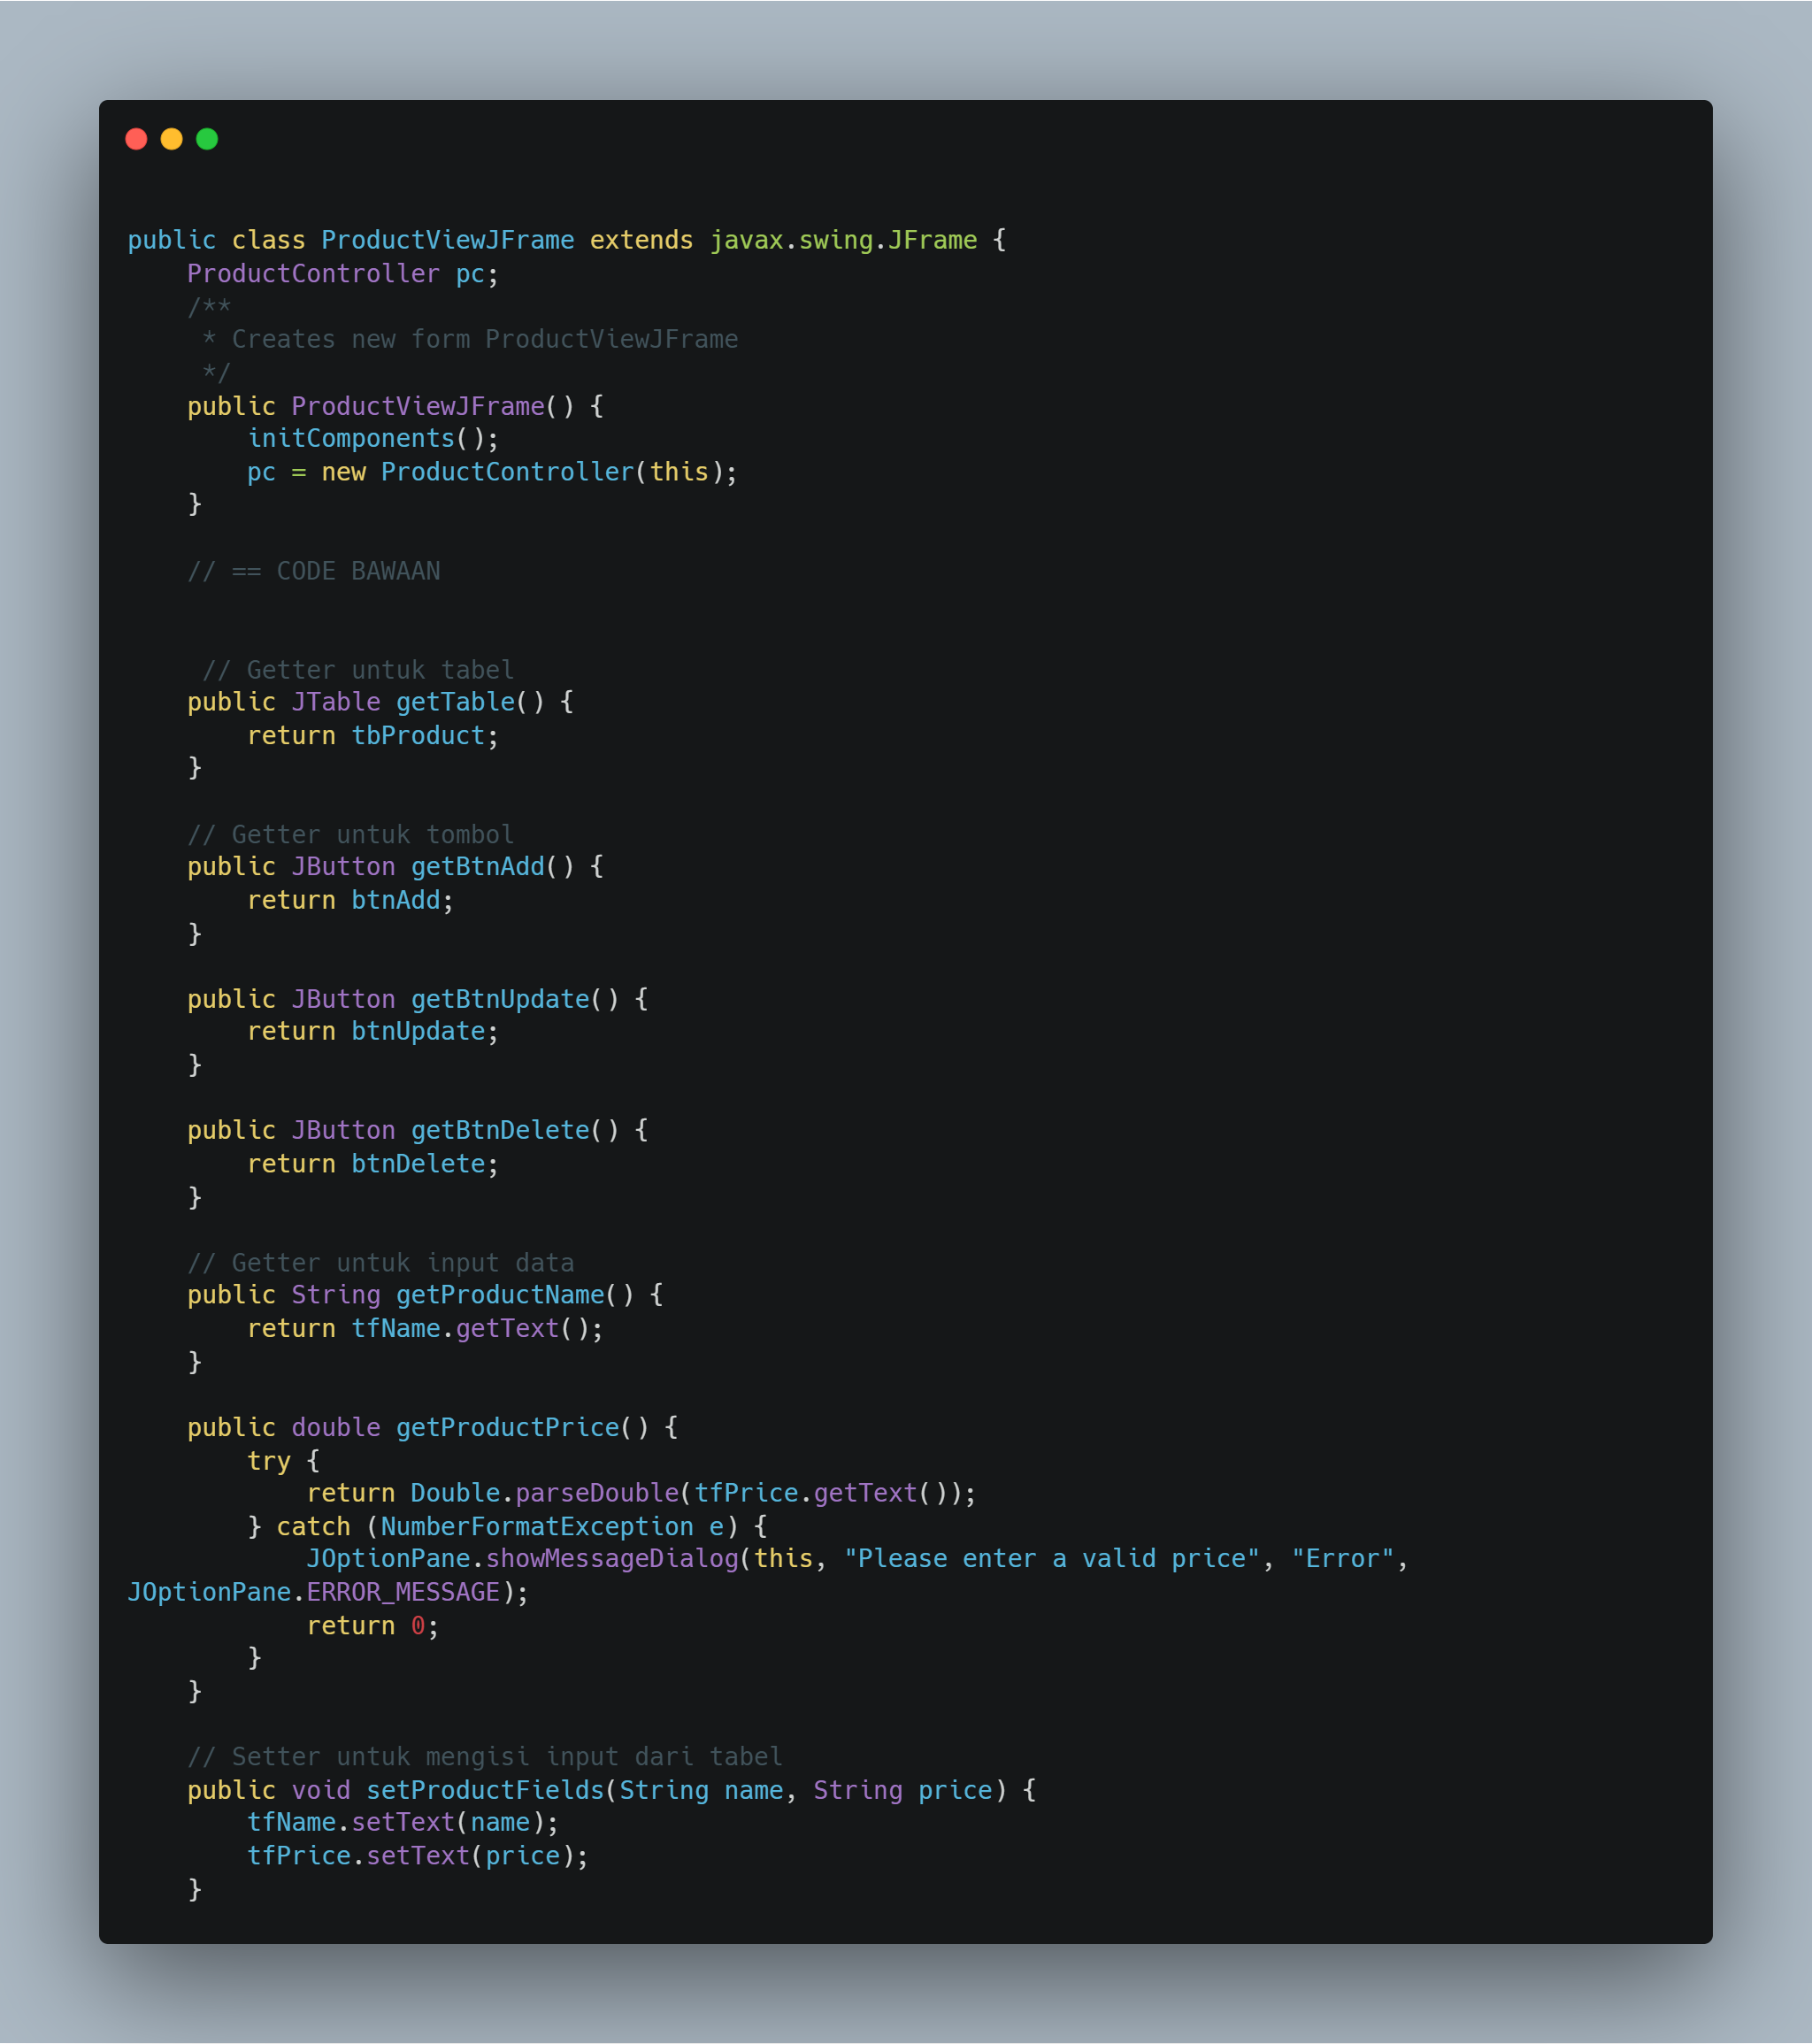 public class ProductViewJFrame extends javax.swing.JFrame {
    ProductController pc;
    /**
     * Creates new form ProductViewJFrame
     */
    public ProductViewJFrame() {
        initComponents();
        pc = new ProductController(this);
    }

    // == CODE BAWAAN


     // Getter untuk tabel
    public JTable getTable() {
        return tbProduct;
    }

    // Getter untuk tombol
    public JButton getBtnAdd() {
        return btnAdd;
    }

    public JButton getBtnUpdate() {
        return btnUpdate;
    }

    public JButton getBtnDelete() {
        return btnDelete;
    }

    // Getter untuk input data
    public String getProductName() {
        return tfName.getText();
    }

    public double getProductPrice() {
        try {
            return Double.parseDouble(tfPrice.getText());
        } catch (NumberFormatException e) {
            JOptionPane.showMessageDialog(this, "Please enter a valid price", "Error",
JOptionPane.ERROR_MESSAGE);
            return 0;
        }
    }

    // Setter untuk mengisi input dari tabel
    public void setProductFields(String name, String price) {
        tfName.setText(name);
        tfPrice.setText(price);
    }